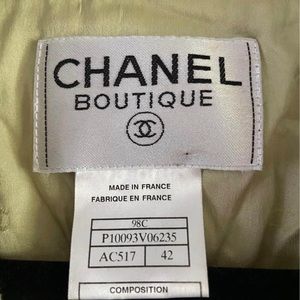 CHANEL
BOUTIQUE
MADE IN FRANCE
FABRIQUE EN FRANCE
98C
P10093V06235
AC517 42
COMPOSITION